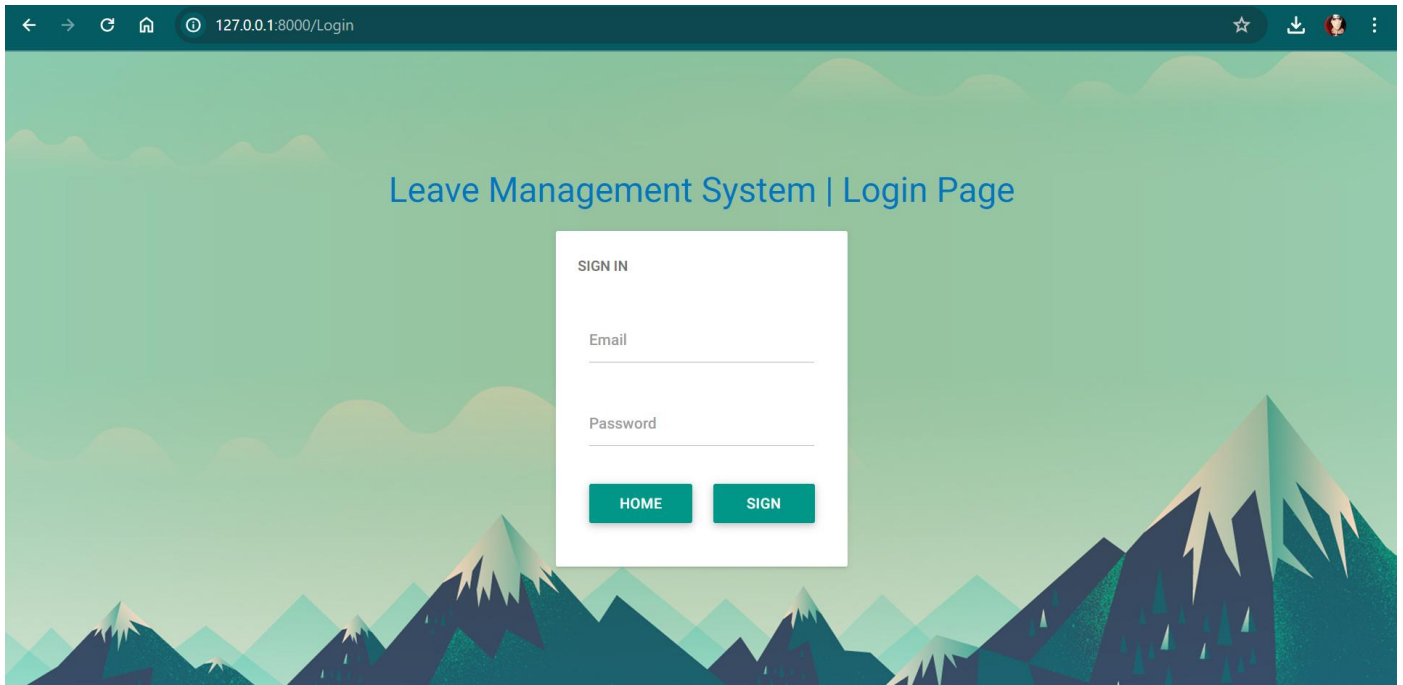 127.0.0.1:8000/Login
Leave Management System | Login Page
SIGN IN
Email
Password
HOME SIGN